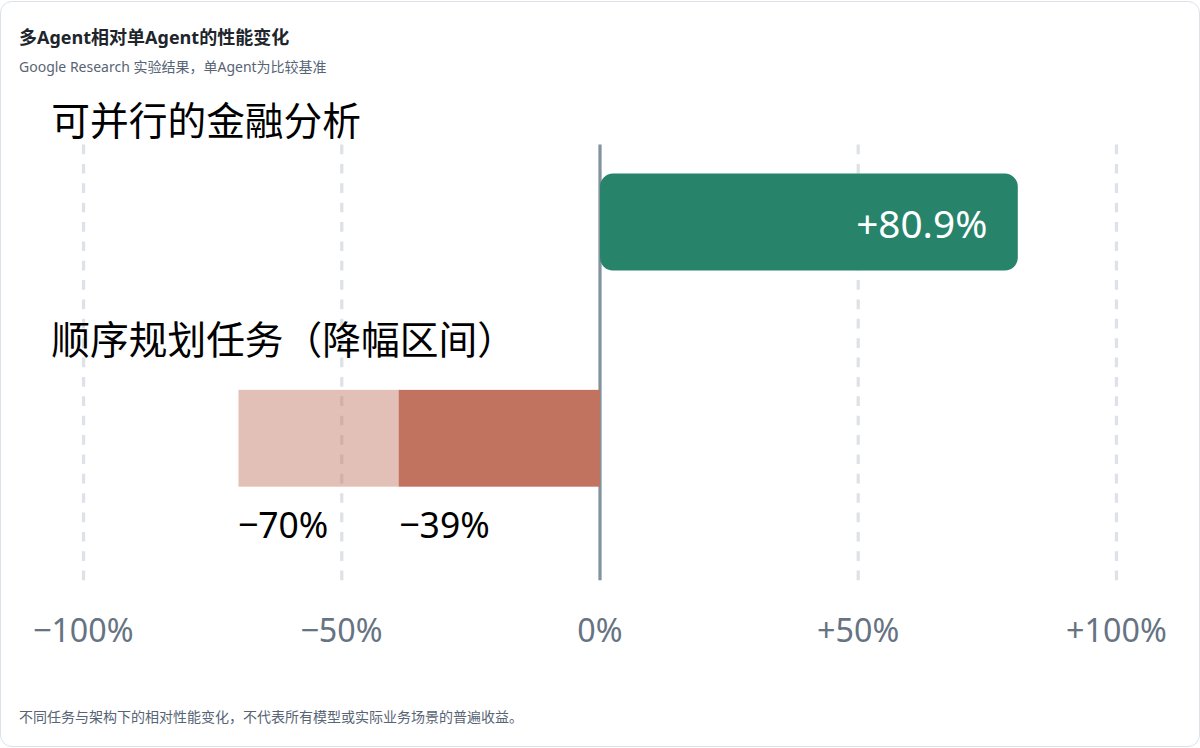 多Agent相对单Agent的性能变化
Google Research 实验结果，单Agent为比较基准
可并行的金融分析
+80.9%
顺序规划任务（降幅区间）
−70%
−39%
−100%
−50%
0%
+50%
+100%
不同任务与架构下的相对性能变化，不代表所有模型或实际业务场景的普遍收益。